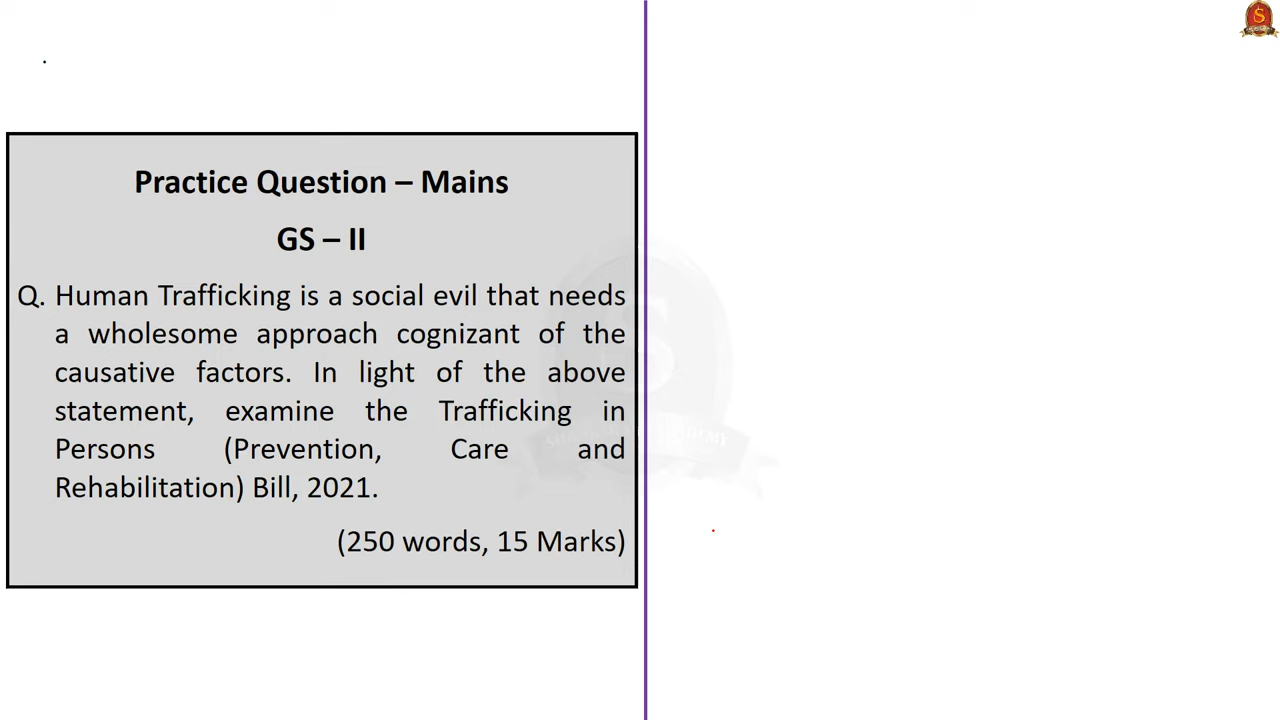 Practice Question – Mains
GS – II
Q. Human Trafficking is a social evil that needs
a wholesome approach cognizant of the
causative factors. In light of the above
statement, examine the Trafficking in
Persons (Prevention, Care and
Rehabilitation) Bill, 2021.
(250 words, 15 Marks)
S